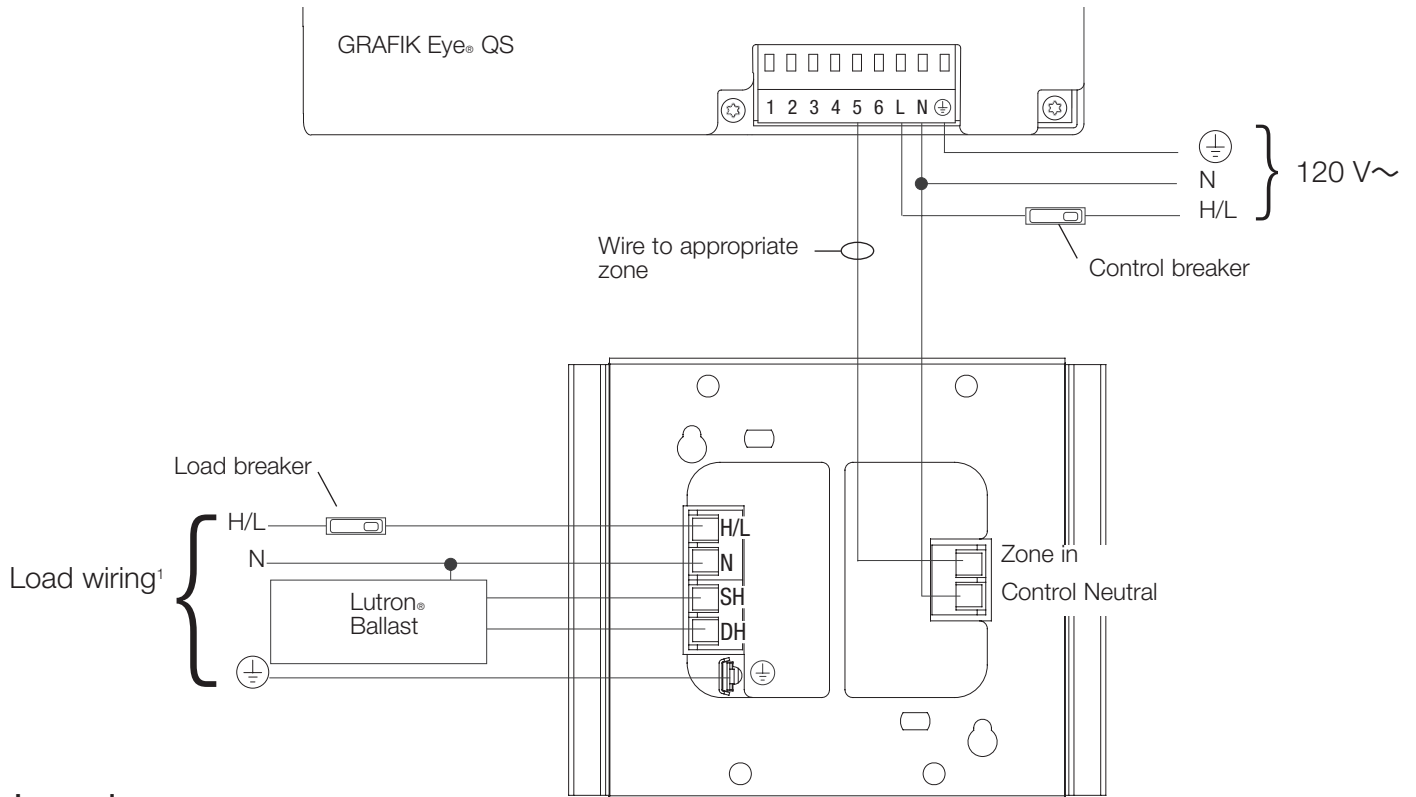 GRAFIK Eye® QS
1 2 3 4 5 6 L N
120 V~
N
H/L
Wire to appropriate
zone
Control breaker
Load breaker
H/L
H/L
N
N
Zone in
Load wiring¹
Lutron®
Ballast
SH
Control Neutral
DH